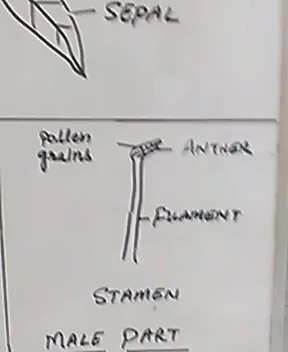 SEPAL
pollen
grains
ANTHER
FILAMENT
STAMEN
MALE PART